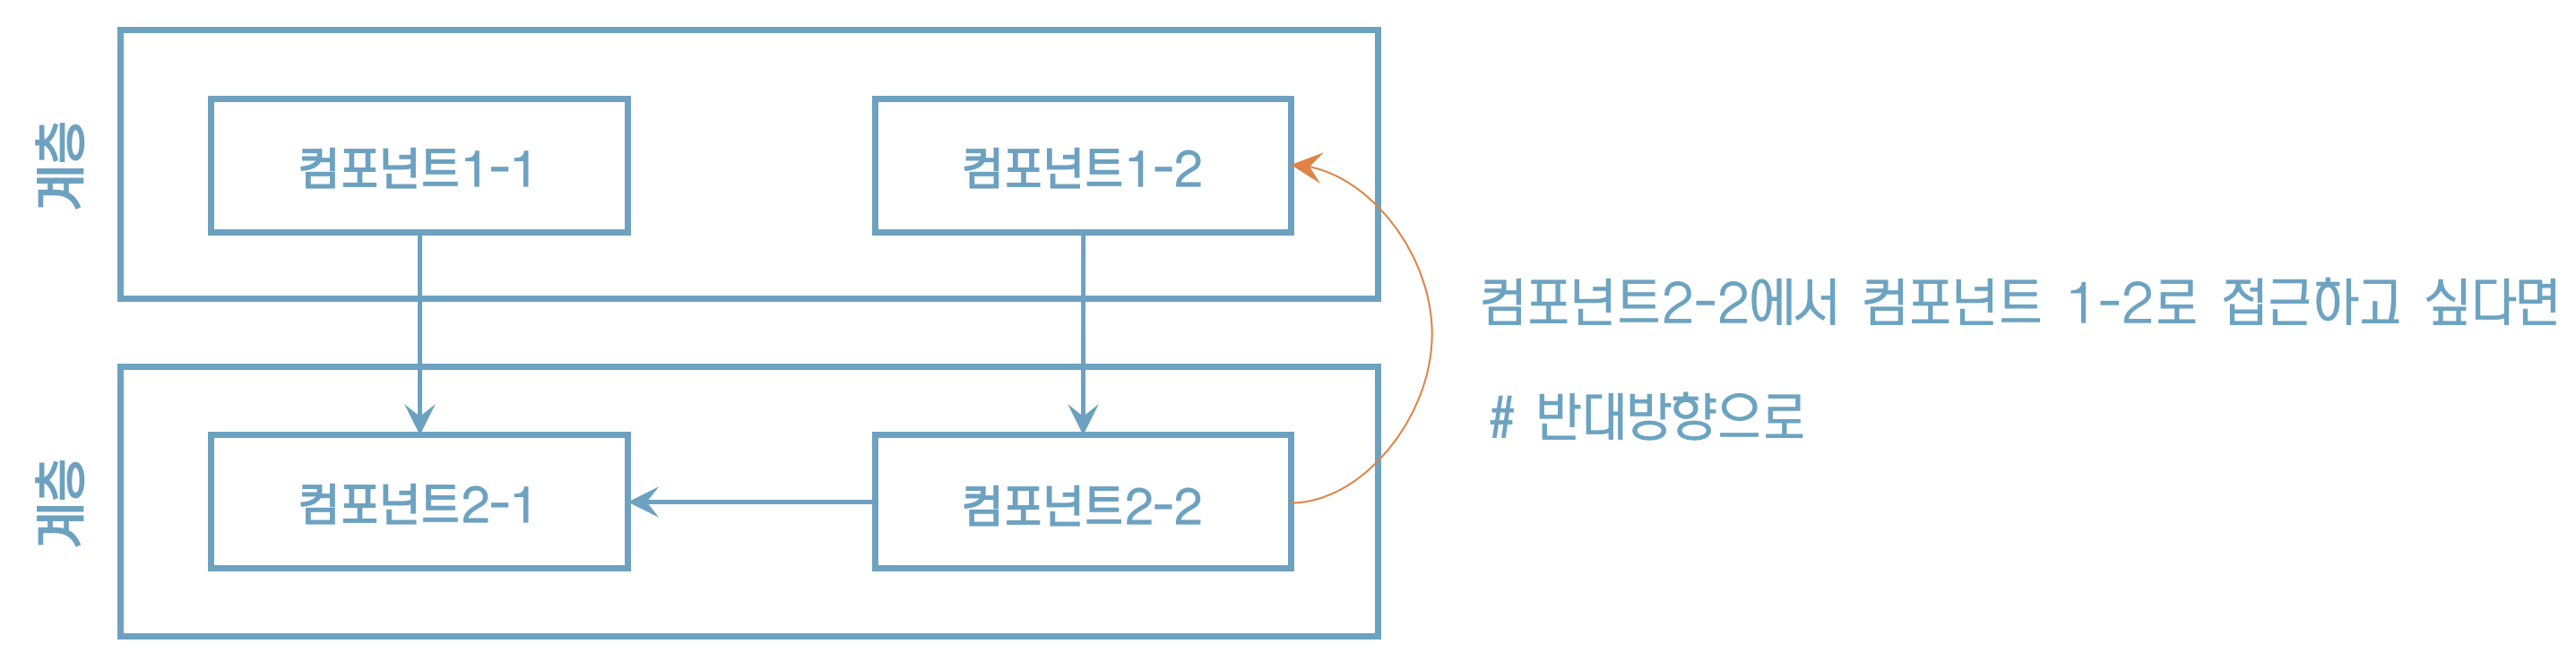 계층
컴포넌트1-1
컴포넌트1-2
컴포넌트2-2에서 컴포넌트 1-2로 접근하고 싶다면
# 반대방향으로
계층
컴포넌트2-1
컴포넌트2-2